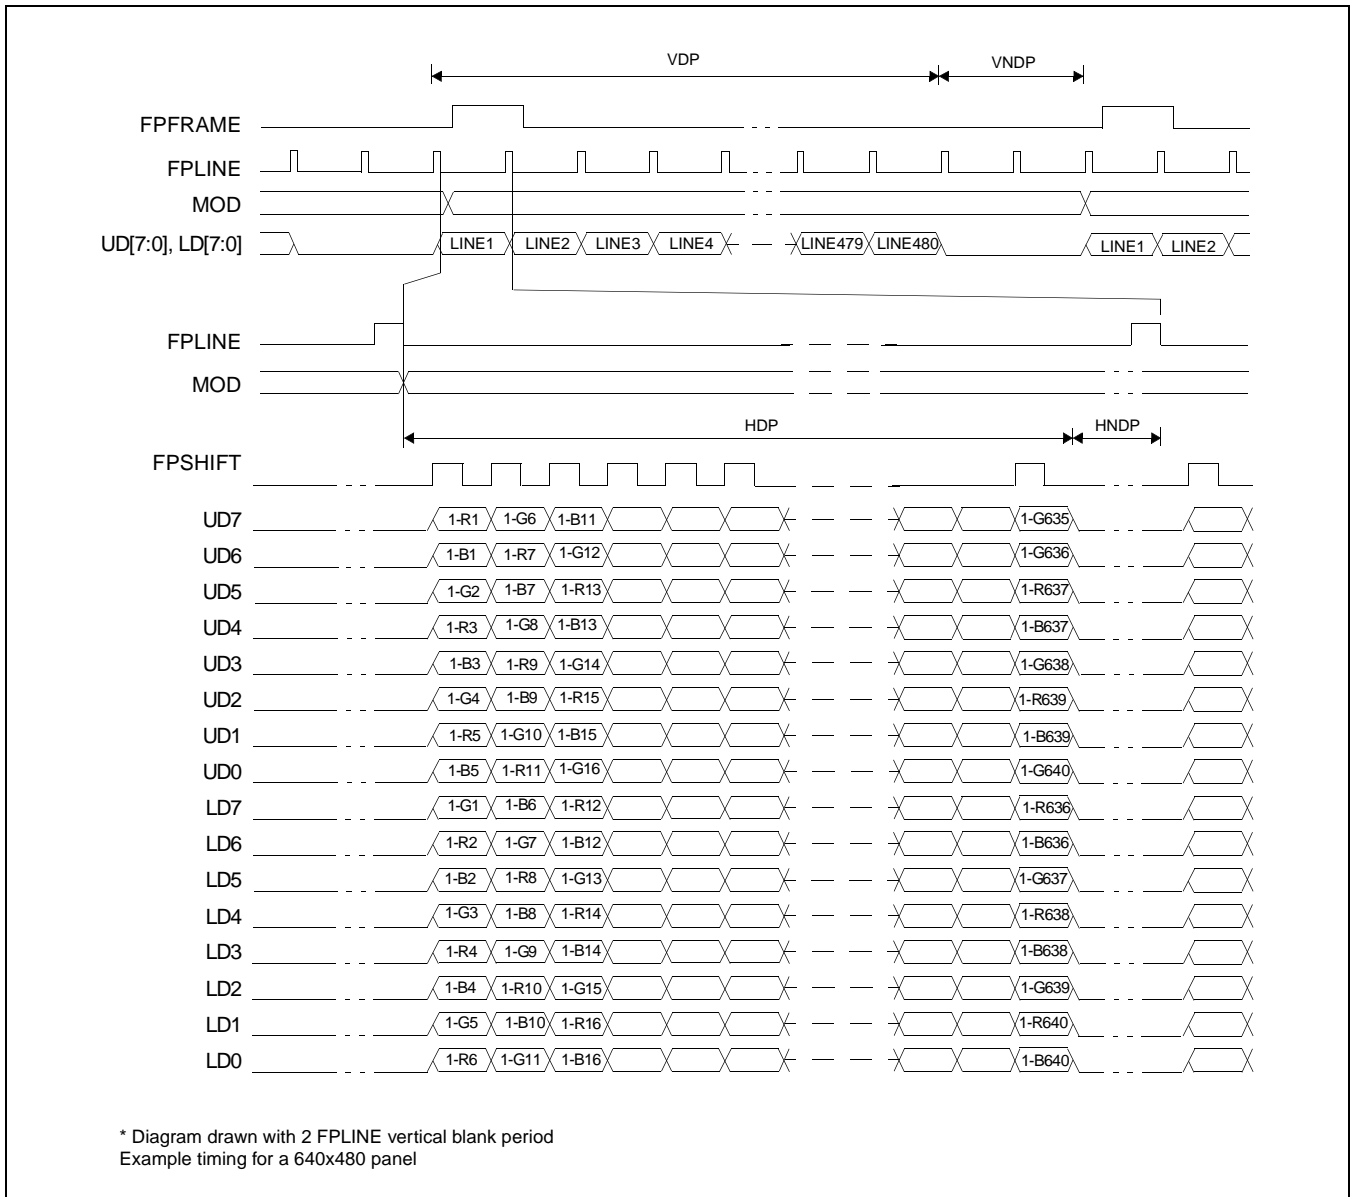 VDP VNDP
FPFRAME
FPLINE
MOD
UD[7:0], LD[7:0] LINE1 LINE2 LINE3 LINE4 LINE479 LINE480 LINE1 LINE2
FPLINE
MOD
HDP HNDP
FPSHIFT
UD7 1-R1 1-G6 1-B11 1-G635
UD6 1-B1 1-R7 1-G12 1-G636
UD5 1-G2 1-B7 1-R13 1-R637
UD4 1-R3 1-G8 1-B13 1-B637
UD3 1-B3 1-R9 1-G14 1-G638
UD2 1-G4 1-B9 1-R15 1-R639
UD1 1-R5 1-G10 1-B15 1-B639
UD0 1-B5 1-R11 1-G16 1-G640
LD7 1-G1 1-B6 1-R12 1-R636
LD6 1-R2 1-G7 1-B12 1-B636
LD5 1-B2 1-R8 1-G13 1-G637
LD4 1-G3 1-B8 1-R14 1-R638
LD3 1-R4 1-G9 1-B14 1-B638
LD2 1-B4 1-R10 1-G15 1-G639
LD1 1-G5 1-B10 1-R16 1-R640
LD0 1-R6 1-G11 1-B16 1-B640
* Diagram drawn with 2 FPLINE vertical blank period
Example timing for a 640x480 panel